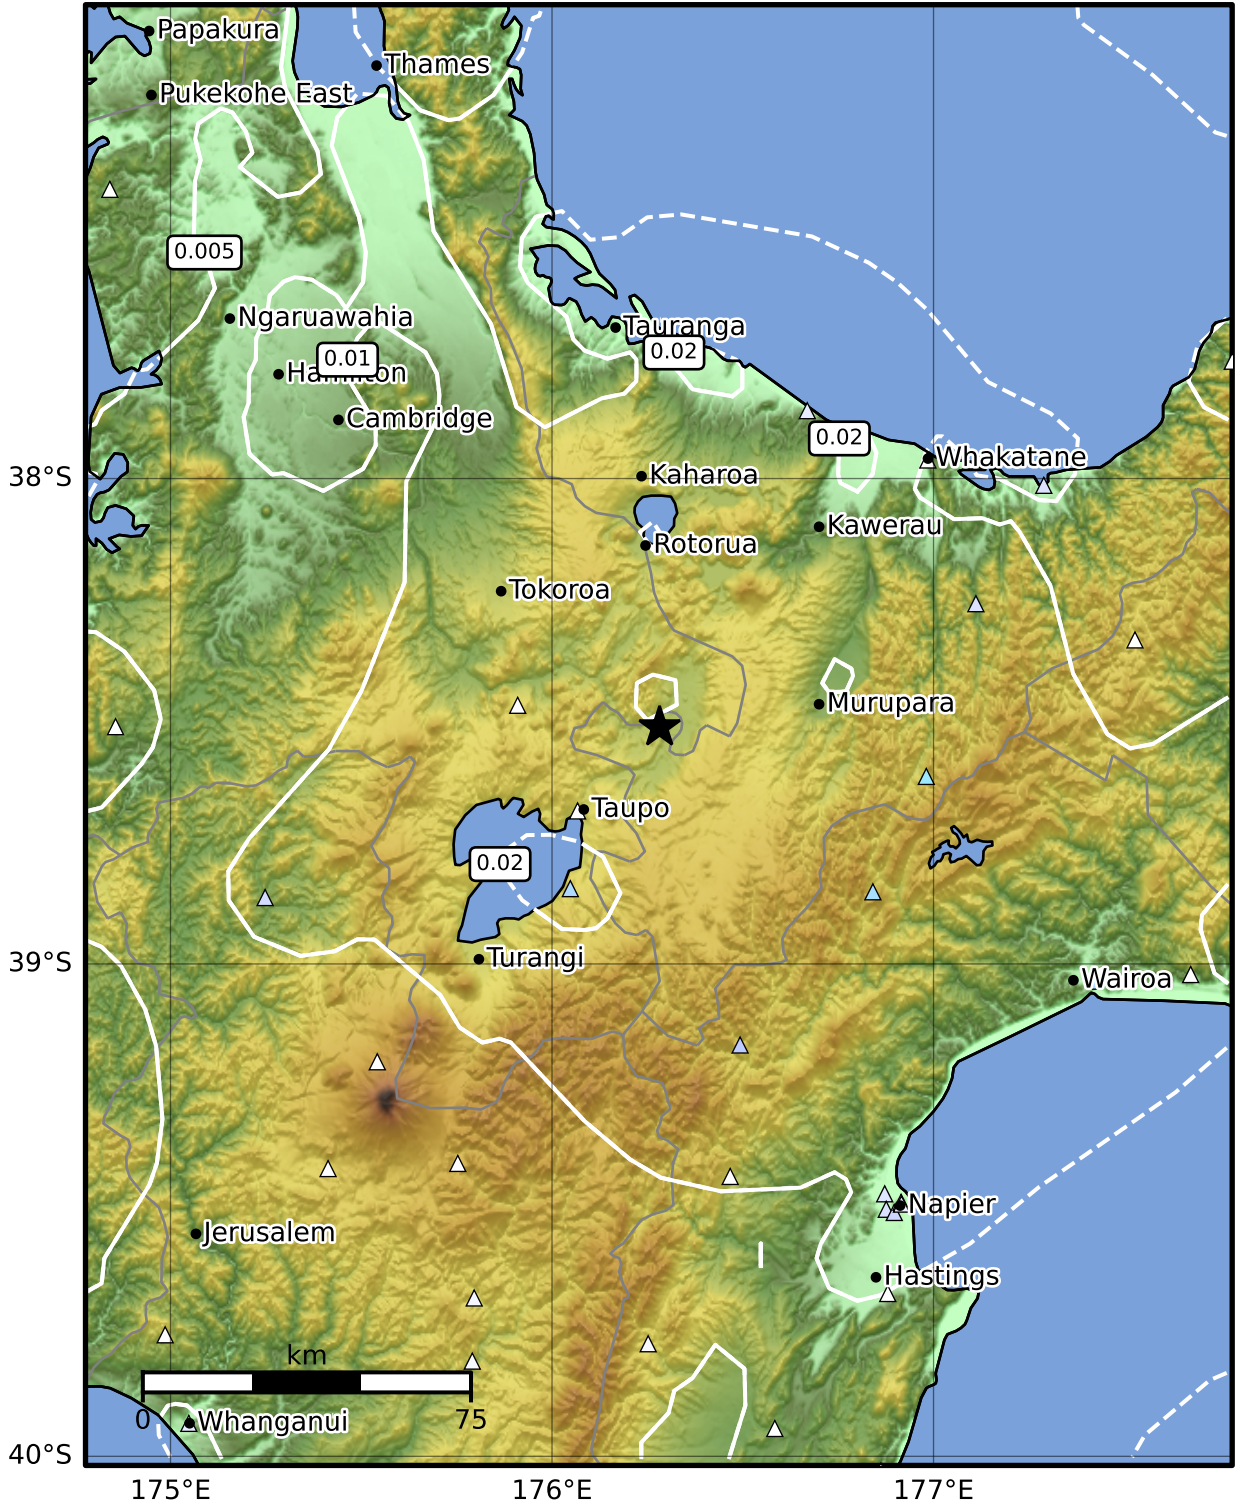 Papakura
Thames
Pukekohe East
0.005
Ngaruawahia
Tauranga
0.02
0.01
Hamilton
Cambridge
0.02
Whakatane
38°S
Kaharoa
Kawerau
Rotorua
Tokoroa
Murupara
Taupo
0.02
Turangi
39°S
Wairoa
Napier
Jerusalem
Hastings
km
0
75
Whanganui
40°S
175°E
176°E
177°E